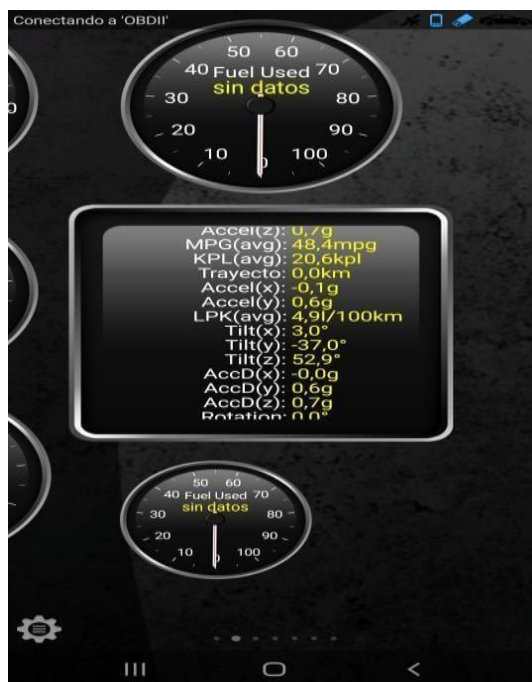 Conectando a 'OBDII'
50 60
40 Fuel Used 70
sin datos
30 80
20 90
10 0 100
Accel(z): 0,7g
MPG(avg): 48,4mpg
KPL(avg): 20,6kpl
Trayecto: 0,0km
Accel(x): -0,1g
Accel(y): 0,6g
LPK(avg): 4,9l/100km
Tilt(x): 3,0°
Tilt(y): -37,0°
Tilt(z): 52,9°
AccD(x): -0,0g
AccD(y): 0,6g
AccD(z): 0,7g
Rotation: 0,0°
50 60
40 Fuel Used 70
sin datos
30 80
20 90
10 0 100